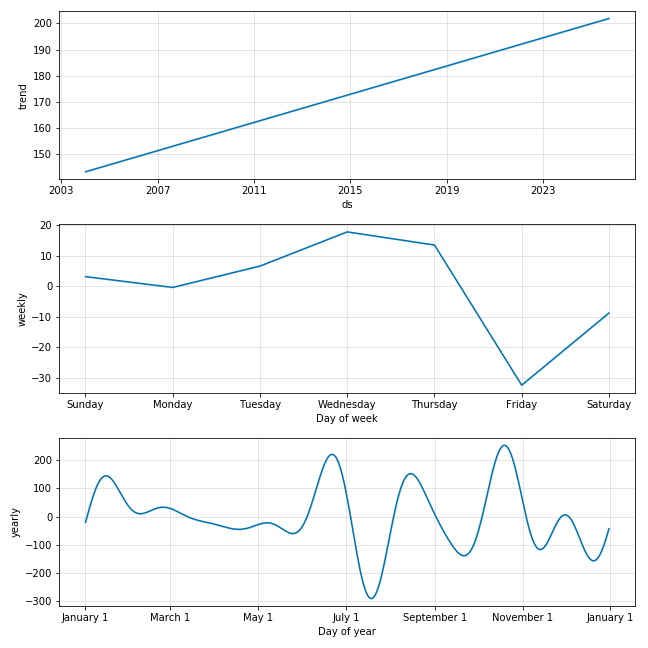 200
190
180
170
160
150
trend
2003 2007 2011 2015 2019 2023
ds
20
10
0
−10
−20
−30
weekly
Sunday Monday Tuesday Wednesday Thursday Friday Saturday
Day of week
200
100
0
−100
−200
−300
yearly
January 1 March 1 May 1 July 1 September 1 November 1 January 1
Day of year